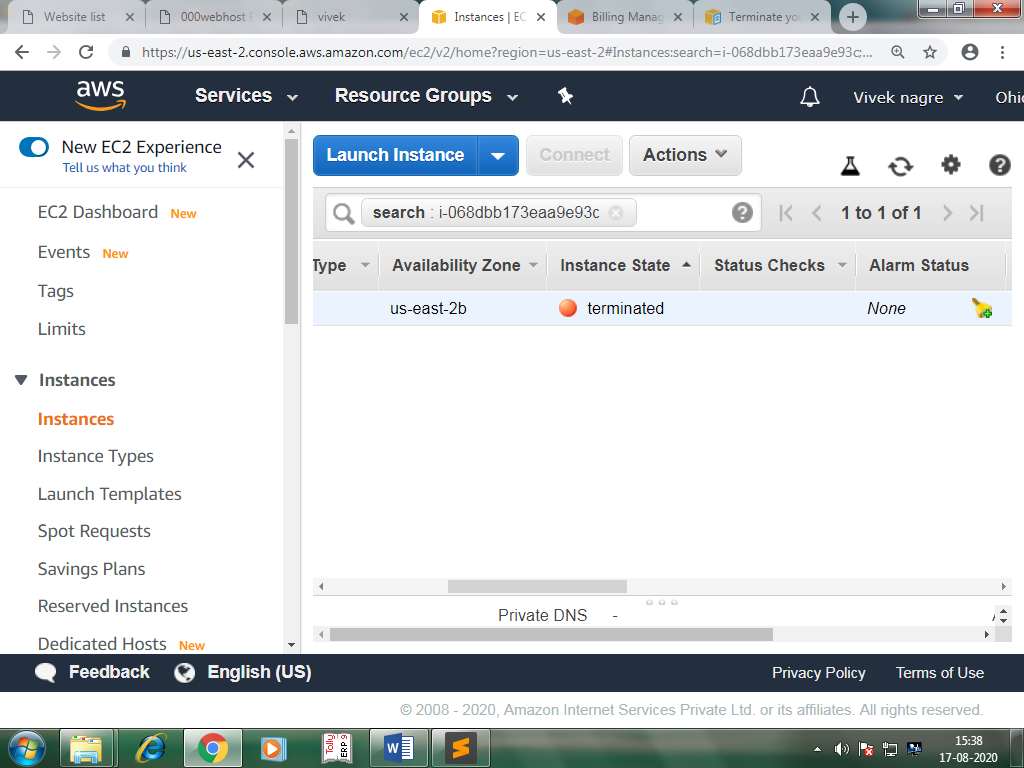 Website list
000webhost F
vivek
Instances | EC
Billing Manag
Terminate you
https://us-east-2.console.aws.amazon.com/ec2/v2/home?region=us-east-2#Instances:search=i-068dbb173eaa9e93c;...
aws
Services
Resource Groups
Vivek nagre
Ohio
New EC2 Experience
Tell us what you think
EC2 Dashboard New
Events New
Tags
Limits
Instances
Instances
Instance Types
Launch Templates
Spot Requests
Savings Plans
Reserved Instances
Dedicated Hosts New
Launch Instance
Connect
Actions
search : i-068dbb173eaa9e93c
1 to 1 of 1
Type
Availability Zone
Instance State
Status Checks
Alarm Status
us-east-2b
terminated
None
Private DNS -
Feedback
English (US)
Privacy Policy
Terms of Use
© 2008 - 2020, Amazon Internet Services Private Ltd. or its affiliates. All rights reserved.
Tally
ERP 9
15:38
17-08-2020